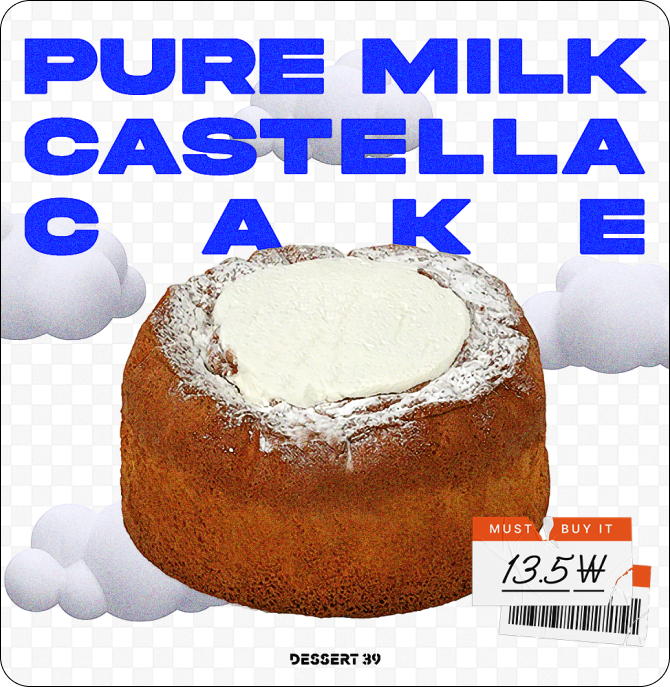 PURE MILK
CASTELLA
CAKE
MUST BUY IT
13.5₩
DESSERT 39